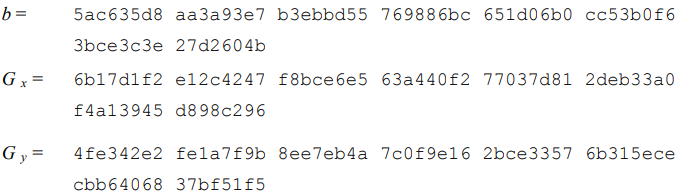 b = 5ac635d8 aa3a93e7 b3ebbd55 769886bc 651d06b0 cc53b0f6
3bce3c3e 27d2604b
G x = 6b17d1f2 e12c4247 f8bce6e5 63a440f2 77037d81 2deb33a0
f4a13945 d898c296
G y = 4fe342e2 fe1a7f9b 8ee7eb4a 7c0f9e16 2bce3357 6b315ece
cbb64068 37bf51f5